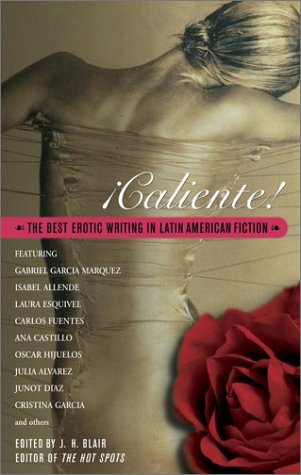 ¡Caliente!
THE BEST EROTIC WRITING IN LATIN AMERICAN FICTION
FEATURING
GABRIEL GARCIA MARQUEZ
ISABEL ALLENDE
LAURA ESQUIVEL
CARLOS FUENTES
ANA CASTILLO
OSCAR HIJUELOS
JULIA ALVAREZ
JUNOT DIAZ
CRISTINA GARCIA
and others
EDITED BY J. H. BLAIR
EDITOR OF THE HOT SPOTS